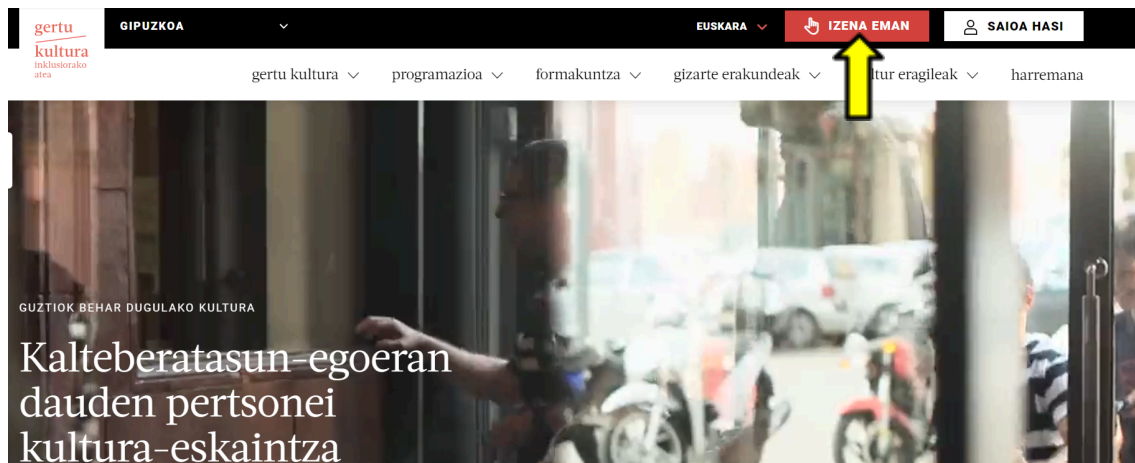 gertu
kultura
inklusiorako
atea
GIPUZKOA
EUSKARA
IZENA EMAN
SAIOA HASI
gertu kultura
programazioa
formakuntza
gizarte erakundeak
eragileak
harremana
GUZTIOK BEHAR DUGULAKO KULTURA
Kalteberatasun-egoeran
dauden pertsonei
kultura-eskaintza